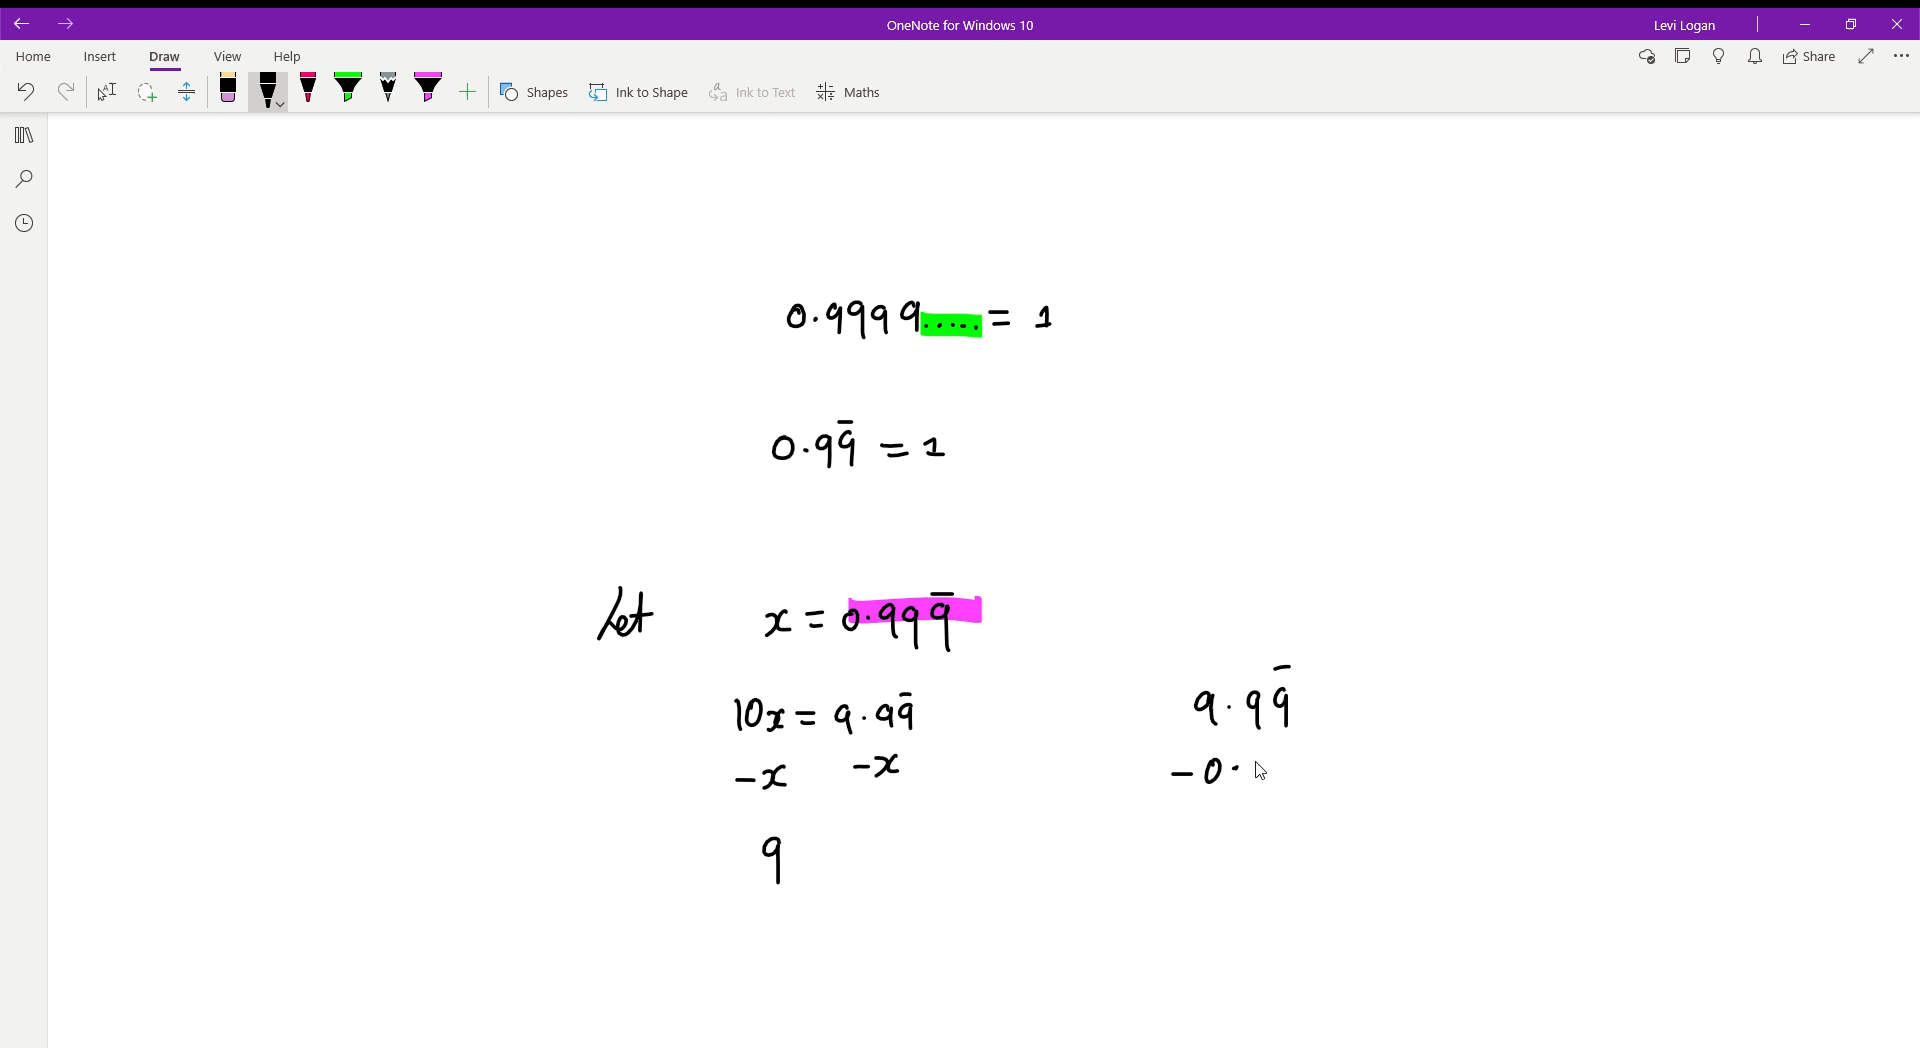 OneNote for Windows 10
Levi Logan
Home Insert Draw View Help
Share
Shapes Ink to Shape Ink to Text Maths
0.9999.....= 1
0.99̅ = 1
Let x = 0.999̅
10x = 9.99̅
-x -x
9
9.99̅
-0.